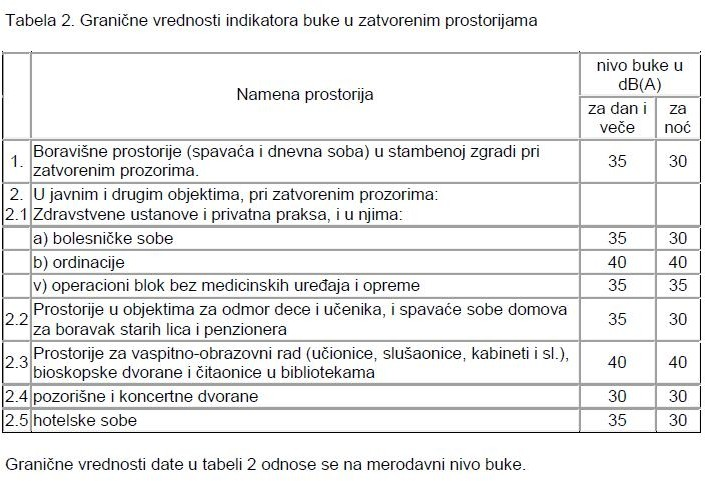 Tabela 2. Granične vrednosti indikatora buke u zatvorenim prostorijama
Namena prostorija
nivo buke u
dB(A)
za dan i
veče
za
noć
1. Boravišne prostorije (spavaća i dnevna soba) u stambenoj zgradi pri
zatvorenim prozorima.
35 30
2. U javnim i drugim objektima, pri zatvorenim prozorima:
2.1 Zdravstvene ustanove i privatna praksa, i u njima:
a) bolesničke sobe 35 30
b) ordinacije 40 40
v) operacioni blok bez medicinskih uređaja i opreme 35 35
2.2 Prostorije u objektima za odmor dece i učenika, i spavaće sobe domova
za boravak starih lica i penzionera
35 30
2.3 Prostorije za vaspitno-obrazovni rad (učionice, slušaonice, kabineti i sl.),
bioskopske dvorane i čitaonice u bibliotekama
40 40
2.4 pozorišne i koncertne dvorane 30 30
2.5 hotelske sobe 35 30
Granične vrednosti date u tabeli 2 odnose se na merodavni nivo buke.